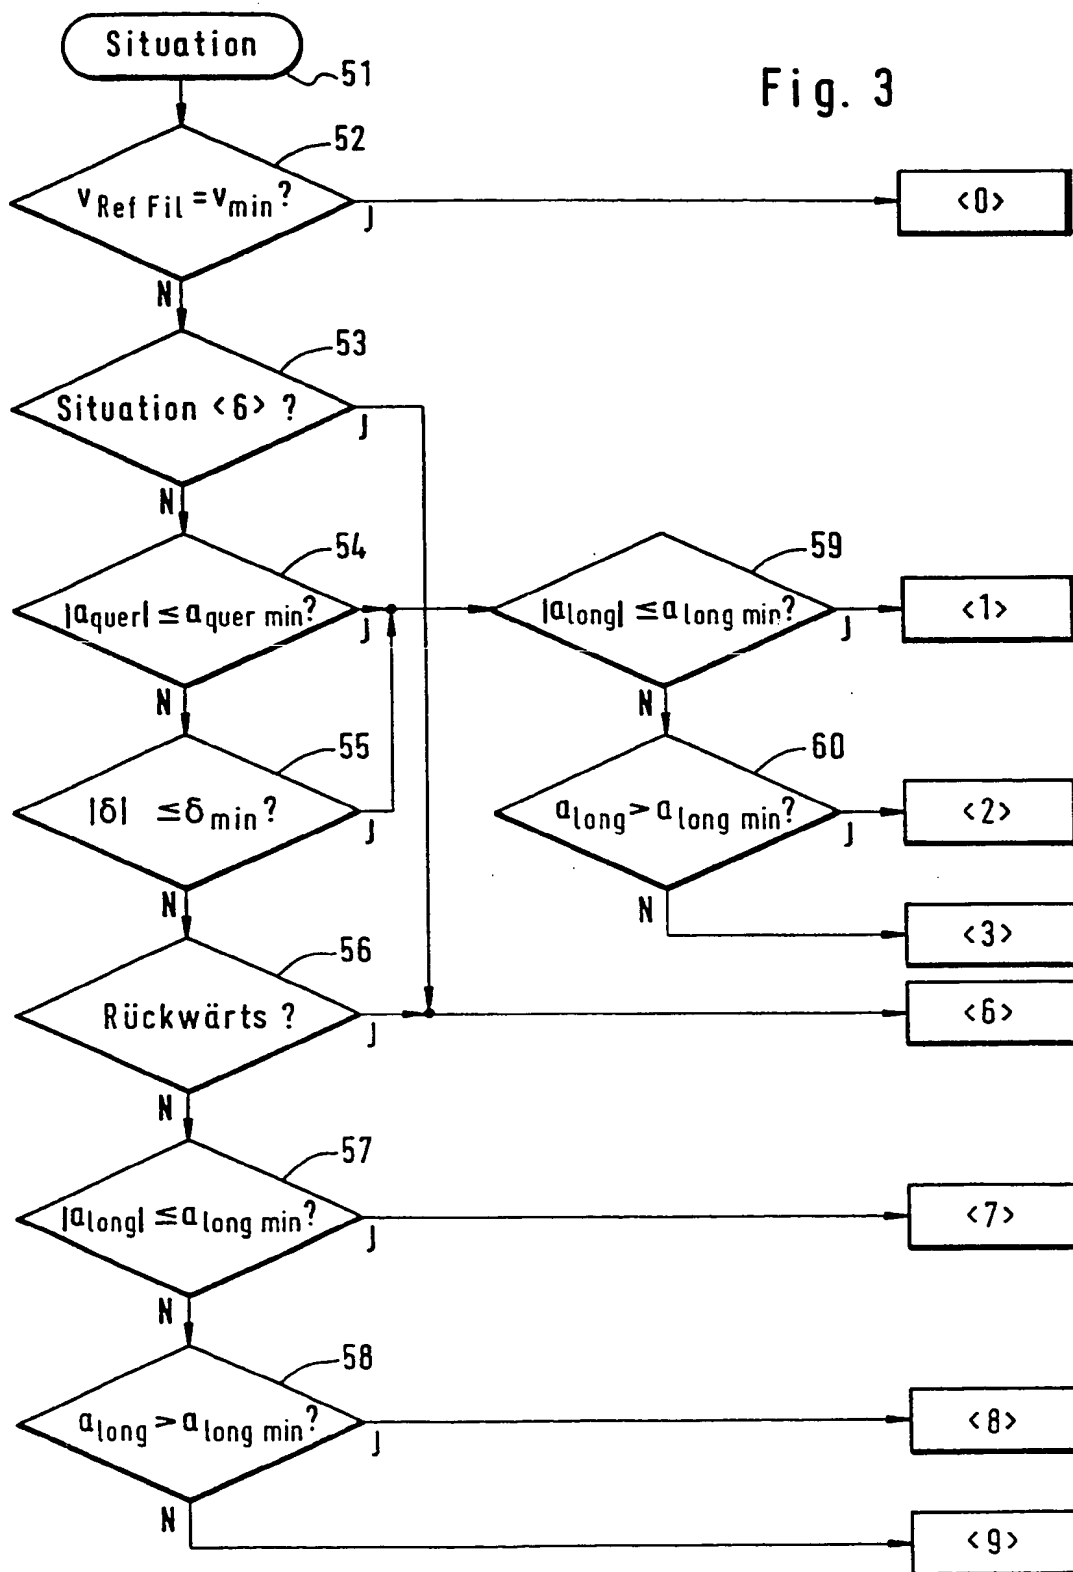 Situation
51
Fig. 3
52
vRef Fil = vmin?
J
<0>
N
53
Situation <6> ?
J
N
54
|aquer| ≤ aquer min?
J
59
|along| ≤ along min?
J
<1>
N
N
55
|δ| ≤ δmin?
J
60
along > along min?
J
<2>
N
N
<3>
56
Rückwärts ?
J
<6>
N
57
|along| ≤ along min?
J
<7>
N
58
along > along min?
J
<8>
N
<9>